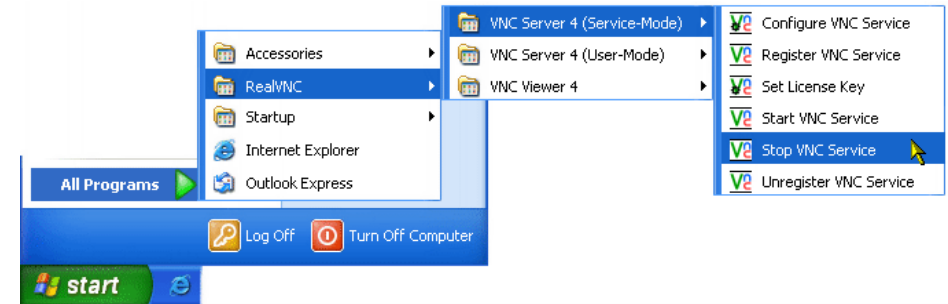 VNC Server 4 (Service-Mode)
VNC Server 4 (User-Mode)
VNC Viewer 4
Configure VNC Service
Register VNC Service
Set License Key
Start VNC Service
Stop VNC Service
Unregister VNC Service
Accessories
RealVNC
Startup
Internet Explorer
Outlook Express
All Programs
Log Off
Turn Off Computer
start